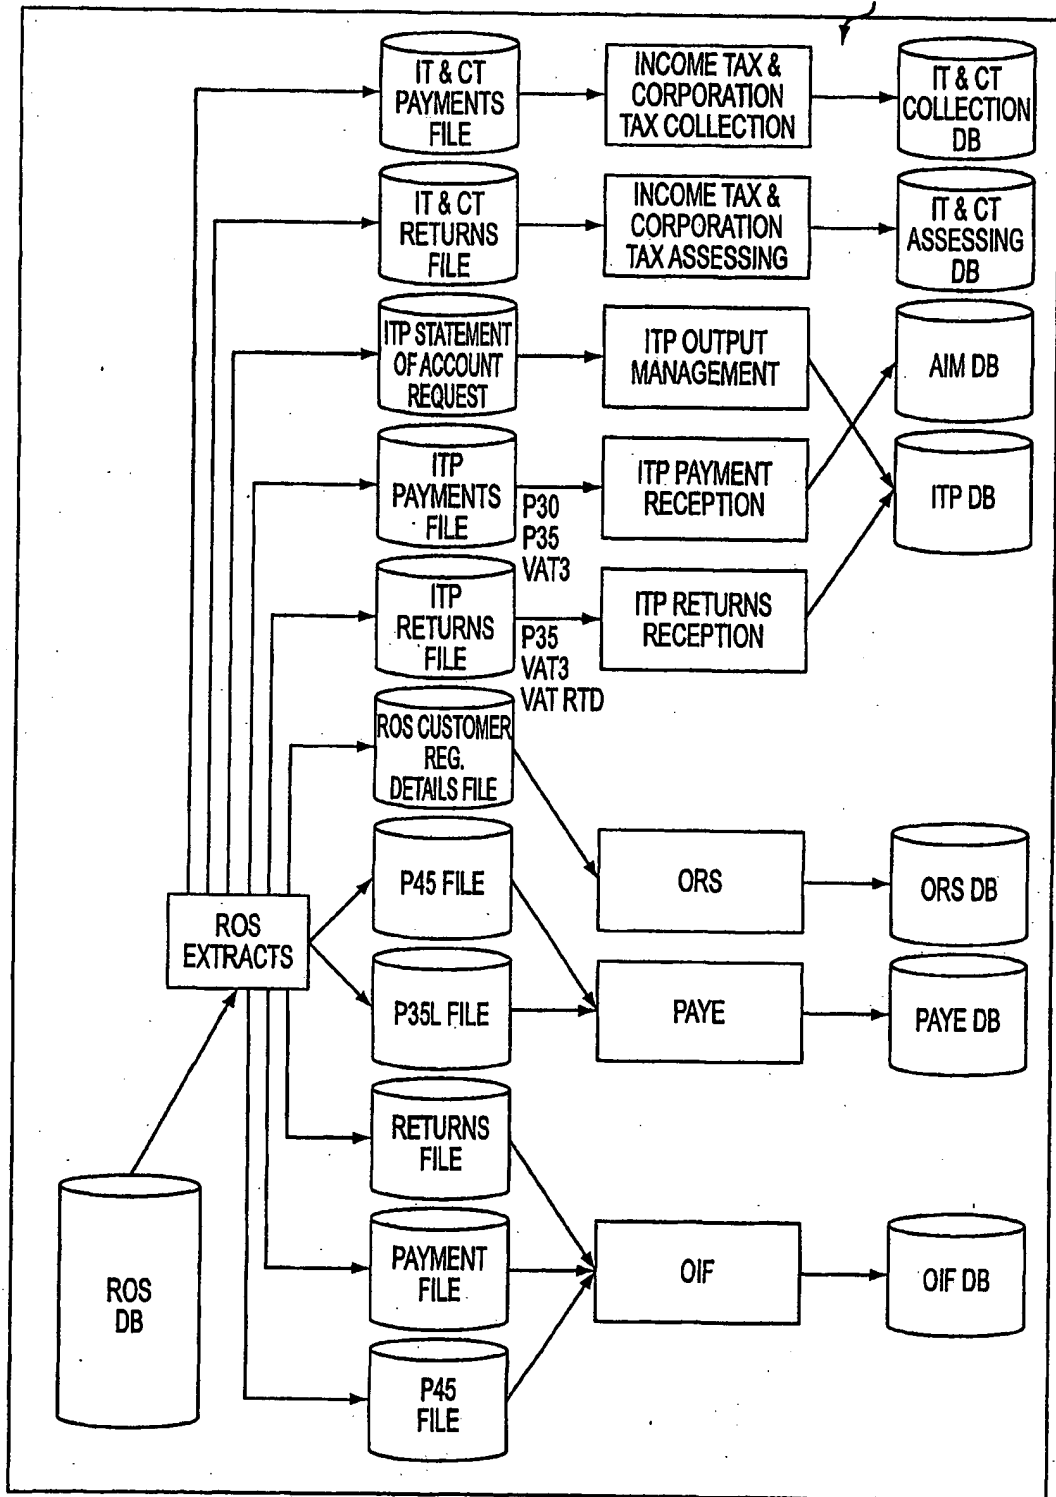 IT & CT
PAYMENTS
FILE
INCOME TAX &
CORPORATION
TAX COLLECTION
IT & CT
COLLECTION
DB
IT & CT
RETURNS
FILE
INCOME TAX &
CORPORATION
TAX ASSESSING
IT & CT
ASSESSING
DB
ITP STATEMENT
OF ACCOUNT
REQUEST
ITP OUTPUT
MANAGEMENT
AIM DB
ITP
PAYMENTS
FILE
P30
P35
VAT3
ITP PAYMENT
RECEPTION
ITP DB
ITP
RETURNS
FILE
P35
VAT3
VAT RTD
ITP RETURNS
RECEPTION
ROS CUSTOMER
REG.
DETAILS FILE
P45 FILE
ORS
ORS DB
ROS
EXTRACTS
P35L FILE
PAYE
PAYE DB
RETURNS
FILE
ROS
DB
PAYMENT
FILE
OIF
OIF DB
P45
FILE